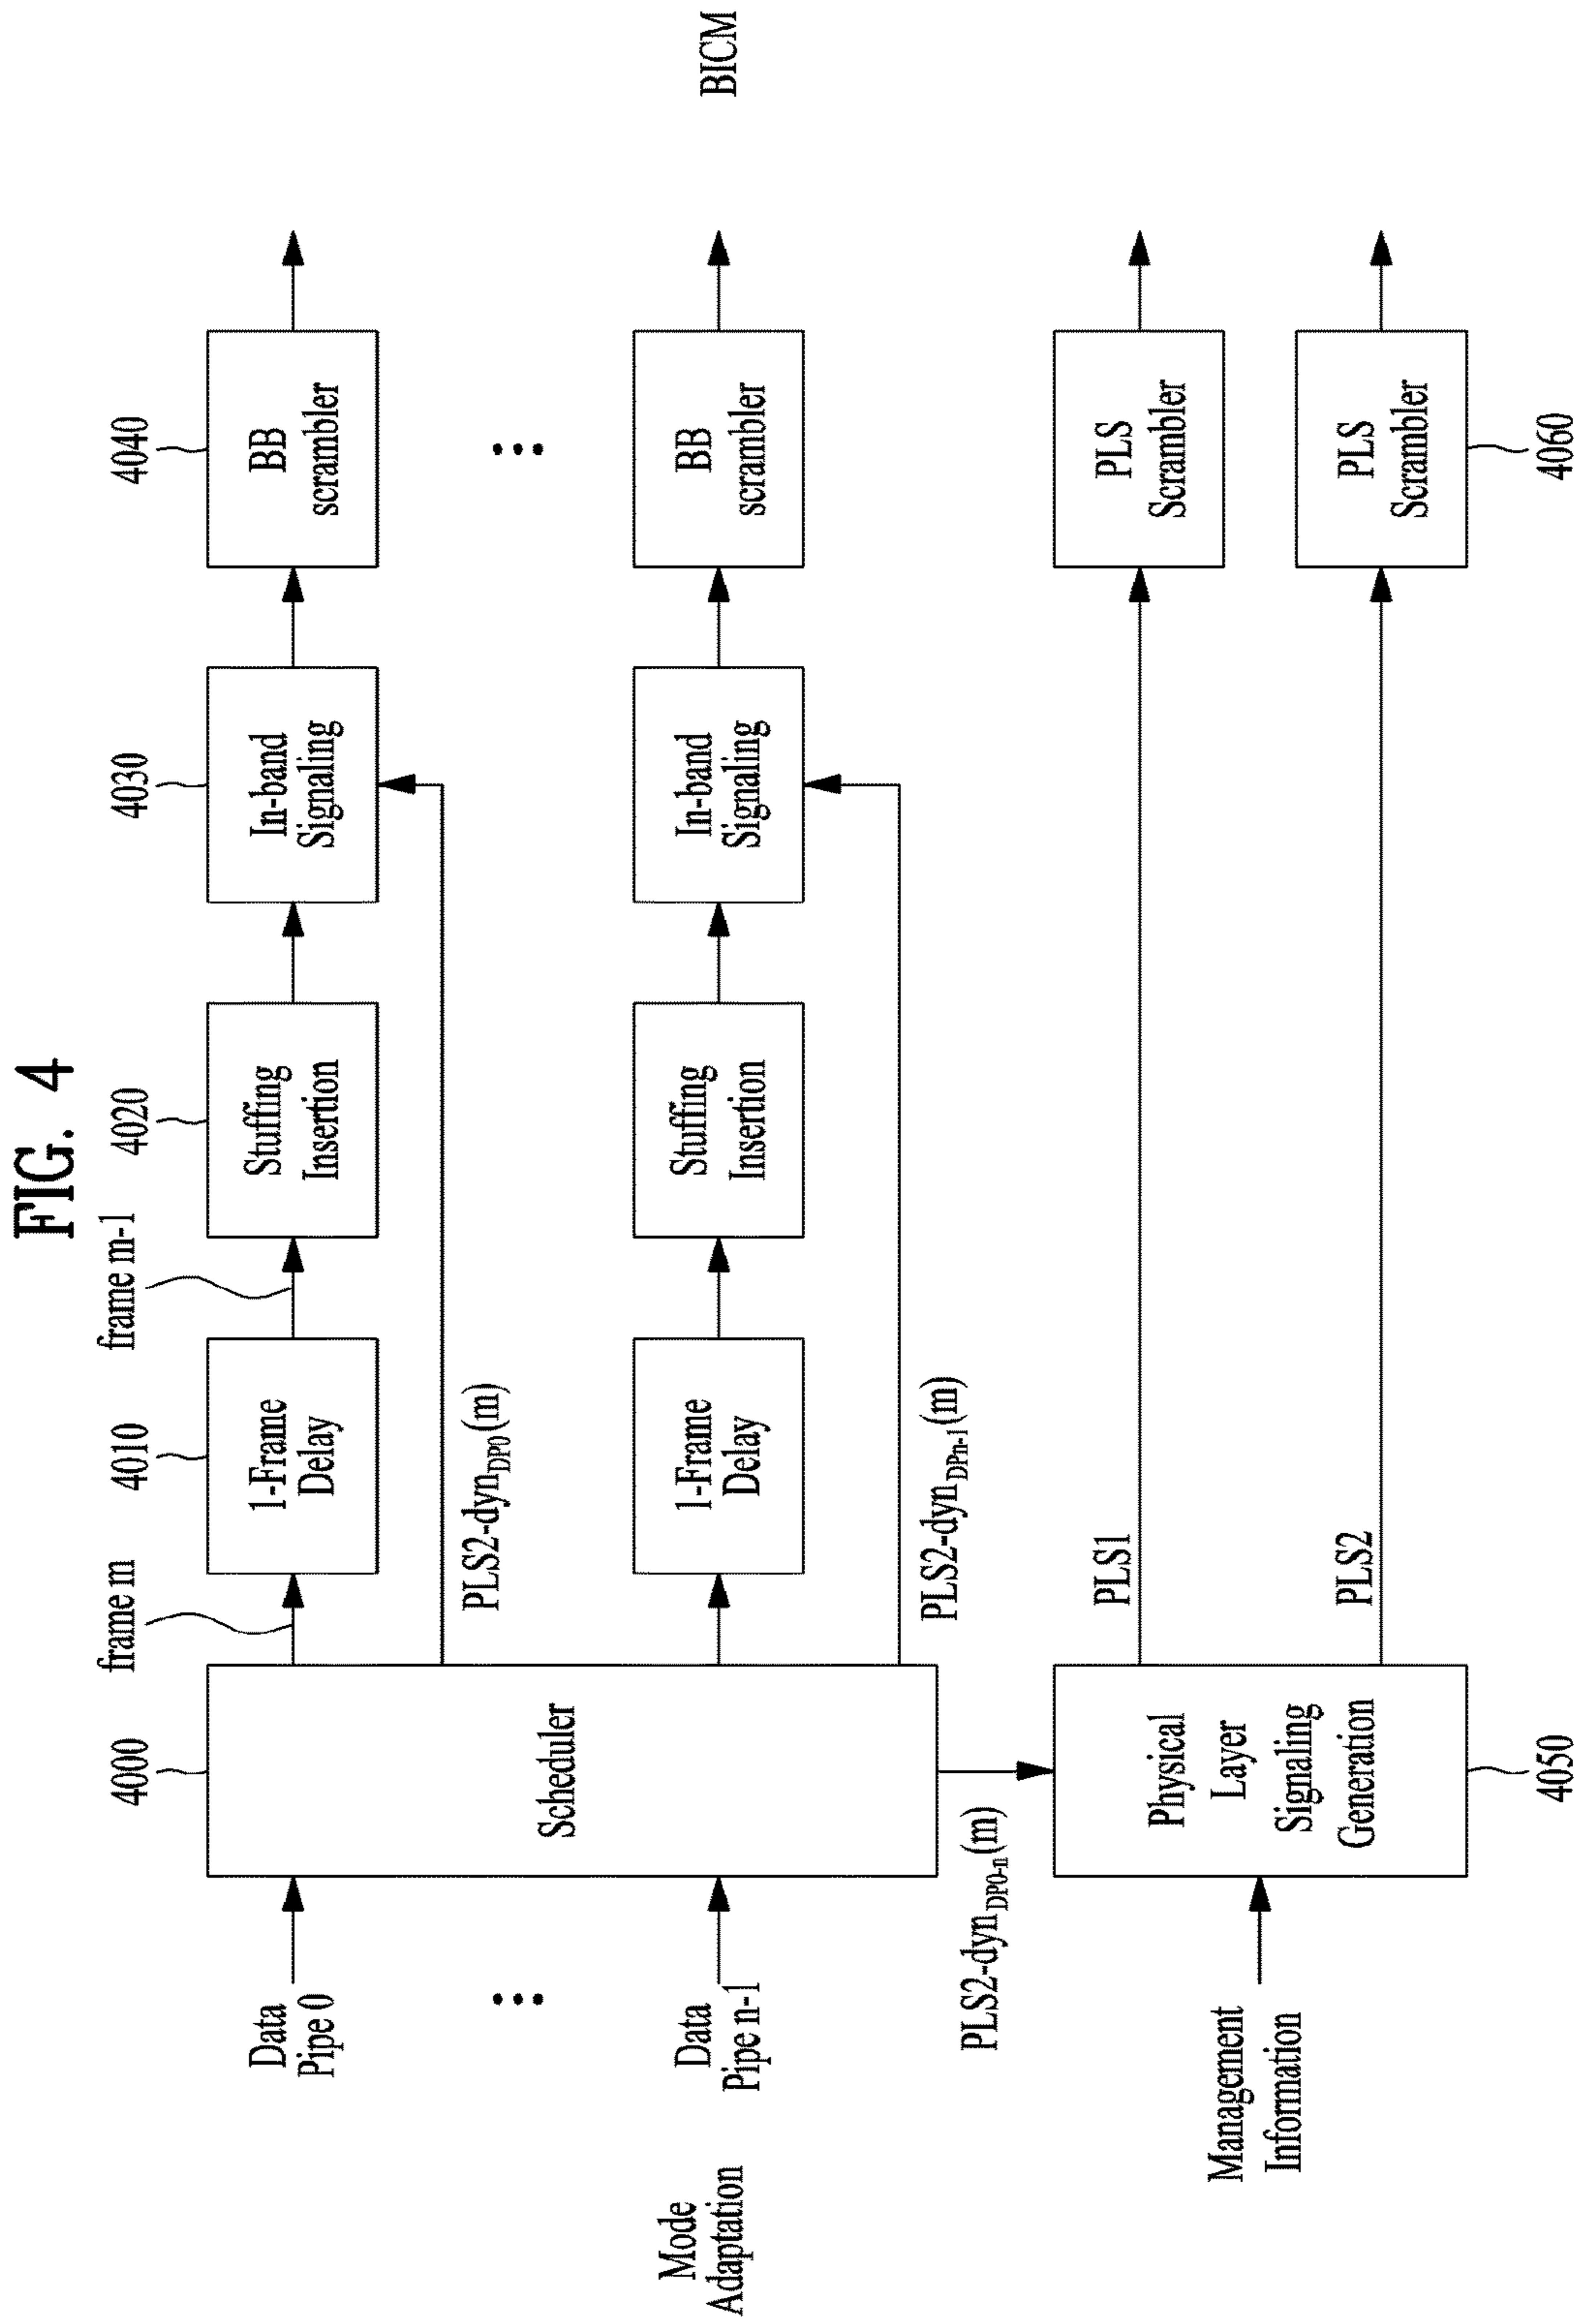 FIG. 4
4000
frame m
4010
frame m-1
4020
4030
4040
Data
Pipe 0
Scheduler
1-Frame
Delay
Stuffing
Insertion
In-band
Signaling
BB
scrambler
PLS2-dynDP0(m)
Mode
Adaptation
Data
Pipe n-1
1-Frame
Delay
Stuffing
Insertion
In-band
Signaling
BB
scrambler
BICM
PLS2-dynDPn-1(m)
PLS2-dynDP0-n(m)
Management
Information
Physical
Layer
Signaling
Generation
PLS1
PLS
Scrambler
PLS2
PLS
Scrambler
4050
4060